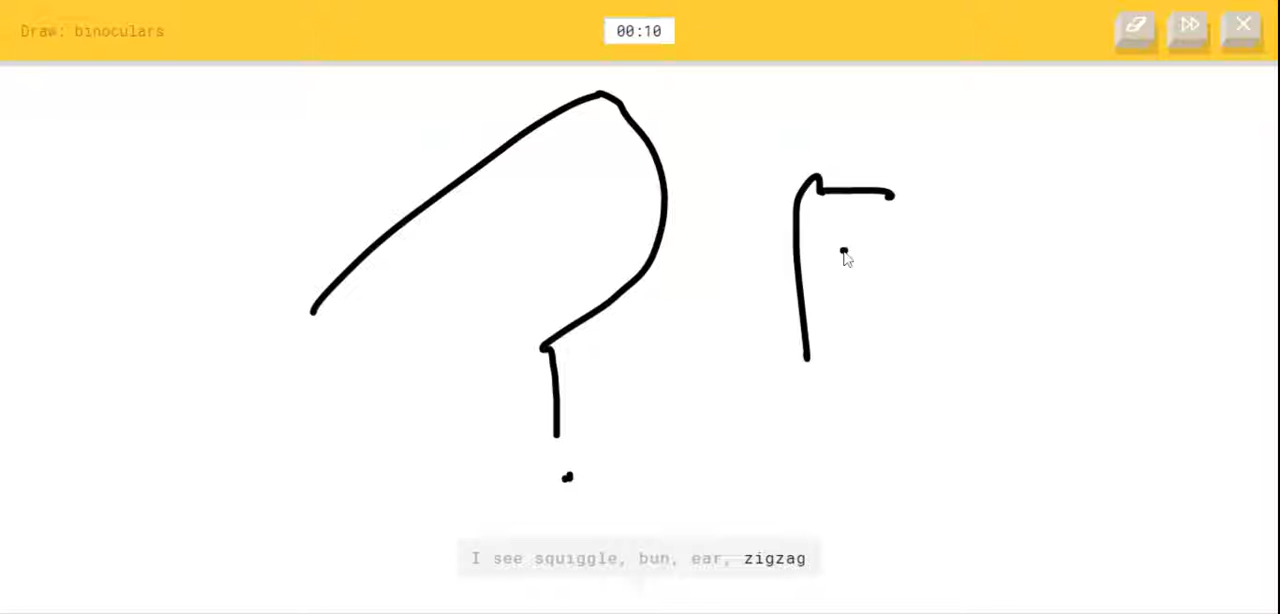 Draw: binoculars
00:10
?
I see squiggle, bun, ear, zigzag